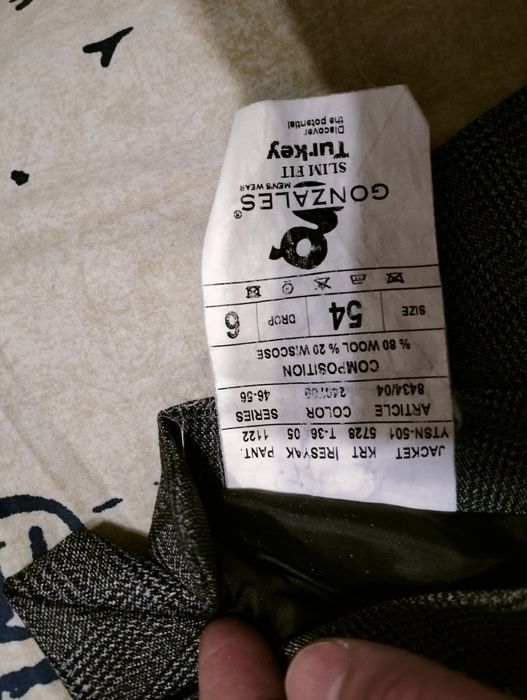 JACKET KRT IRESYAK PANT.
YTSN-501 5728 T-36 05 1122
ARTICLE COLOR SERIES
8434/04 46-56
COMPOSITION
% 80 WOOL % 20 WISCOSE
SIZE 54 DROP 6
GONZALES®
MEN'S WEAR
SLIM FIT
Turkey
Discover
the potential